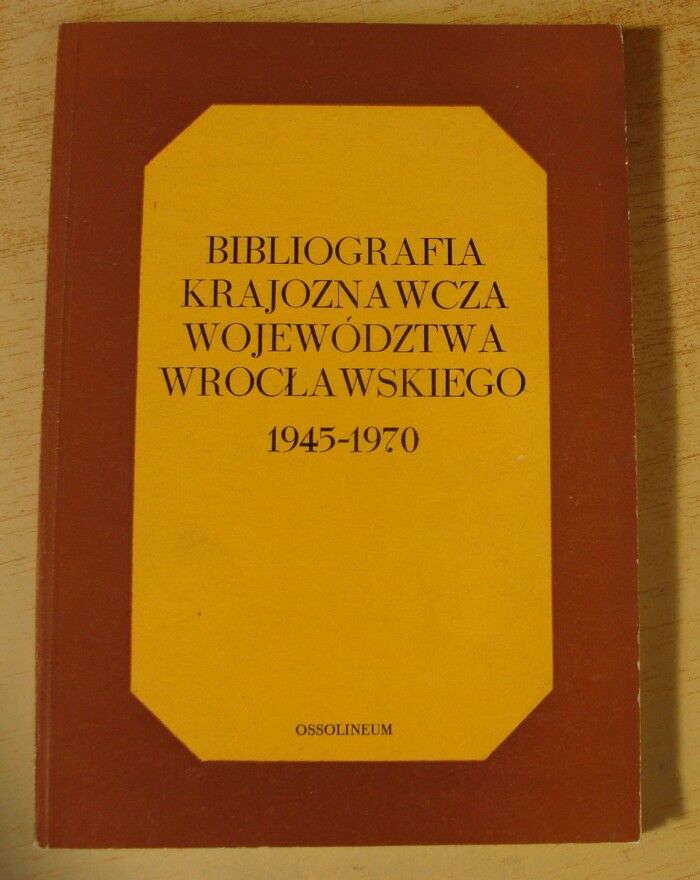 BIBLIOGRAFIA
KRAJOZNAWCZA
WOJEWÓDZTWA
WROCŁAWSKIEGO
1945-1970
OSSOLINEUM